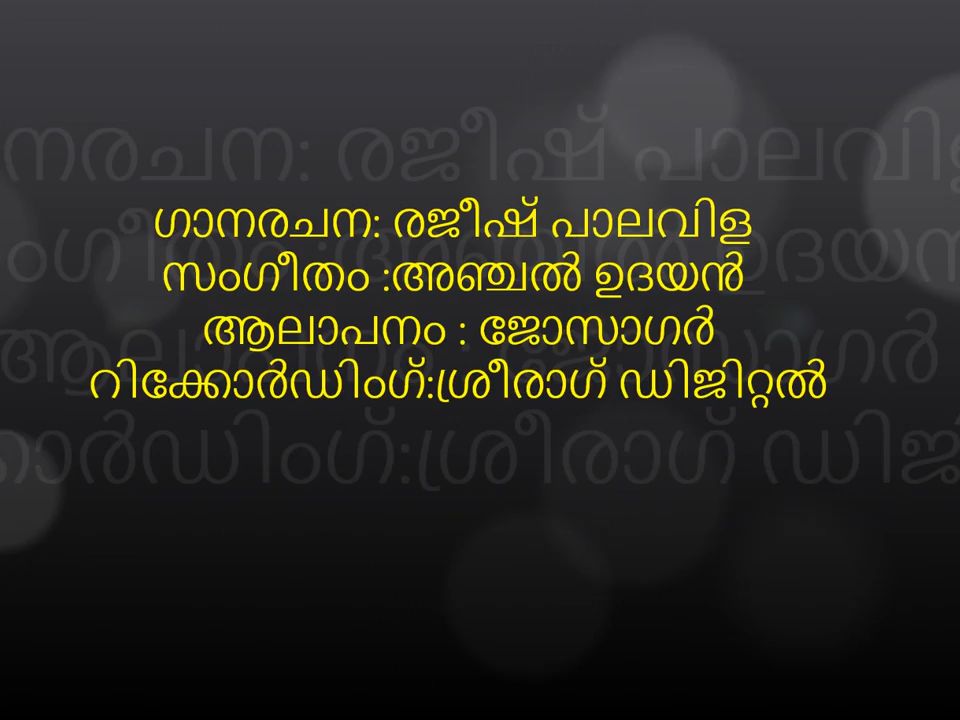 ഗാനരചന: രജീഷ് പാലവിള
സംഗീതം :അഞ്ചൽ ഉദയൻ
ആലാപനം : ജോസാഗർ
റിക്കോർഡിംഗ്:ശ്രീരാഗ് ഡിജിറ്റൽ